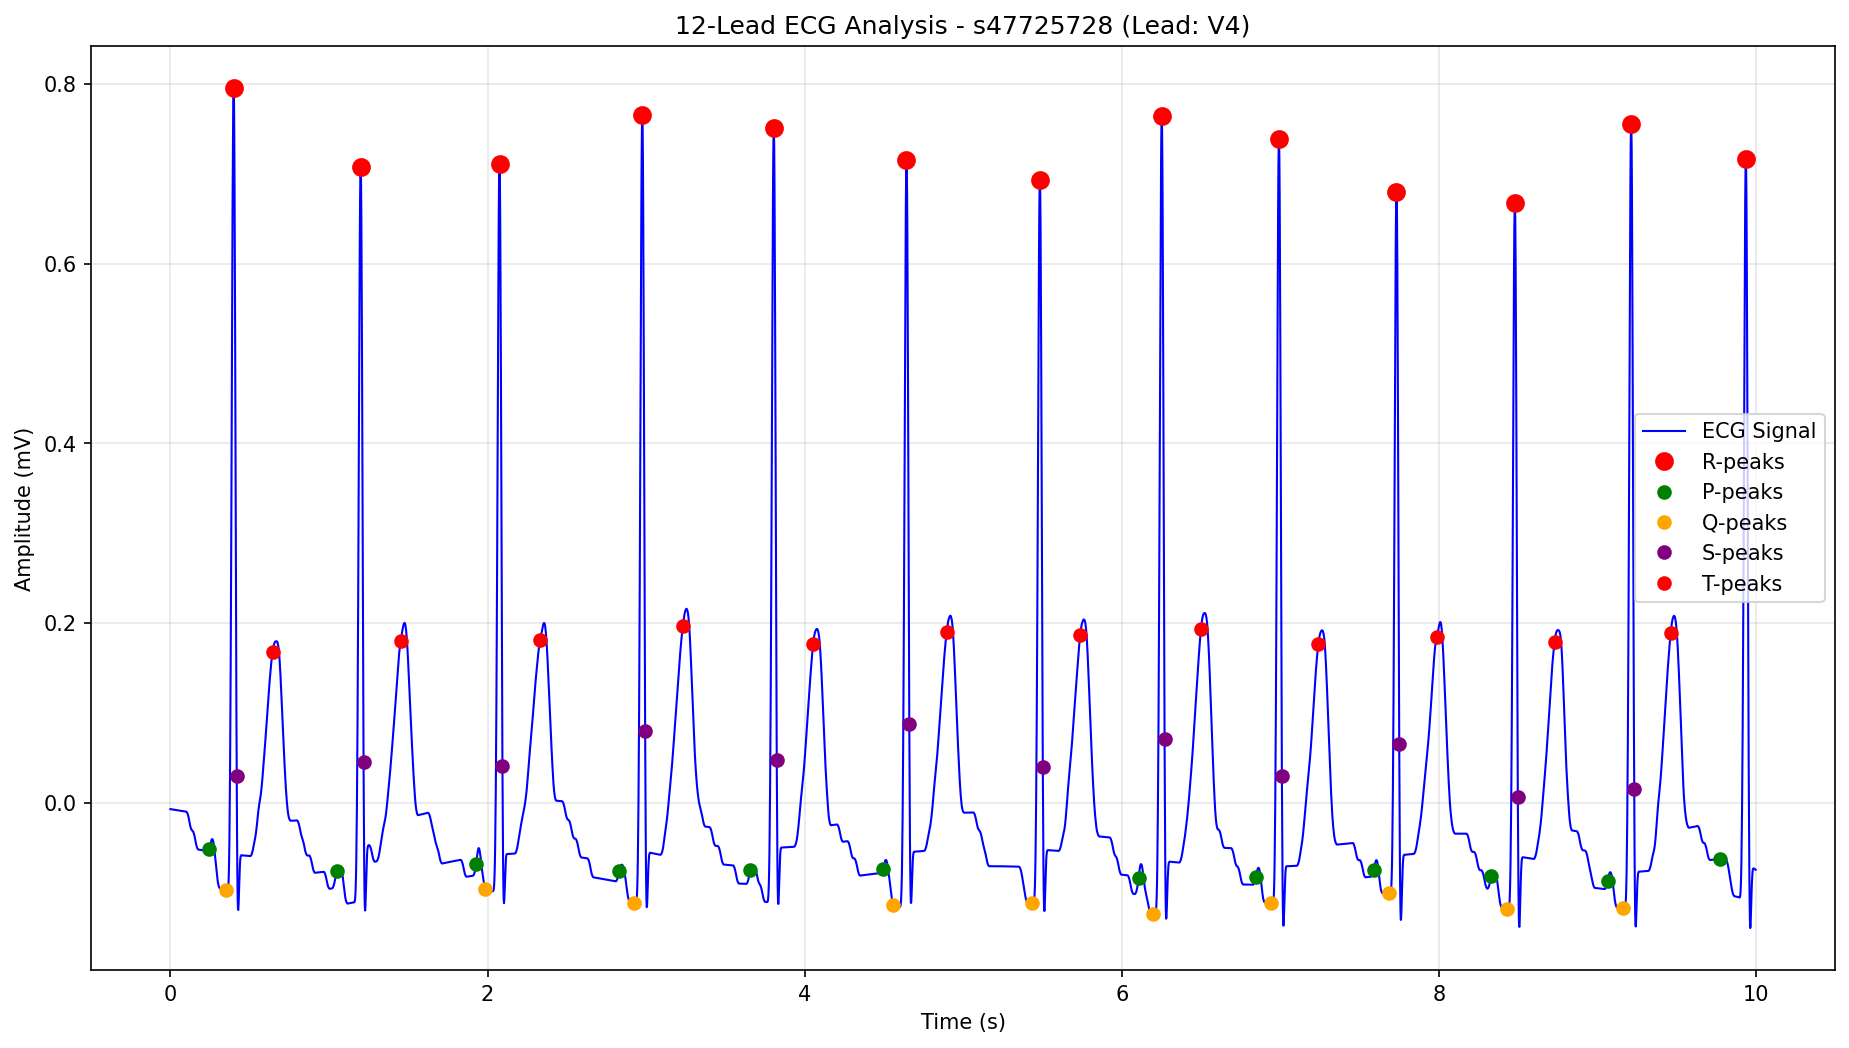 12-Lead ECG Analysis - s47725728 (Lead: V4)
Amplitude (mV)
0.8
0.6
0.4
0.2
0.0
ECG Signal
R-peaks
P-peaks
Q-peaks
S-peaks
T-peaks
0 2 4 6 8 10
Time (s)